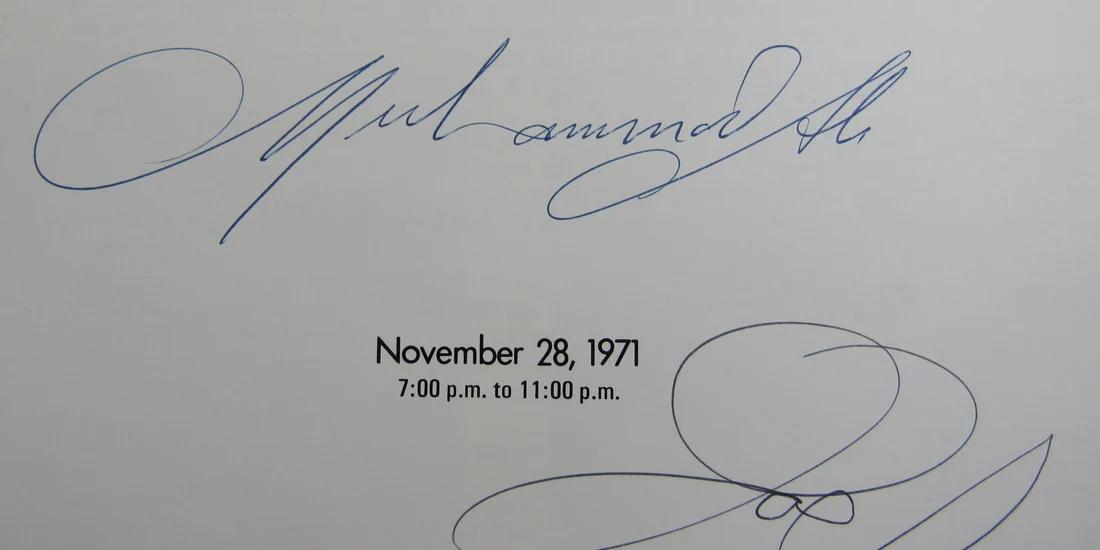 Muhammad Ali
November 28, 1971
7:00 p.m. to 11:00 p.m.